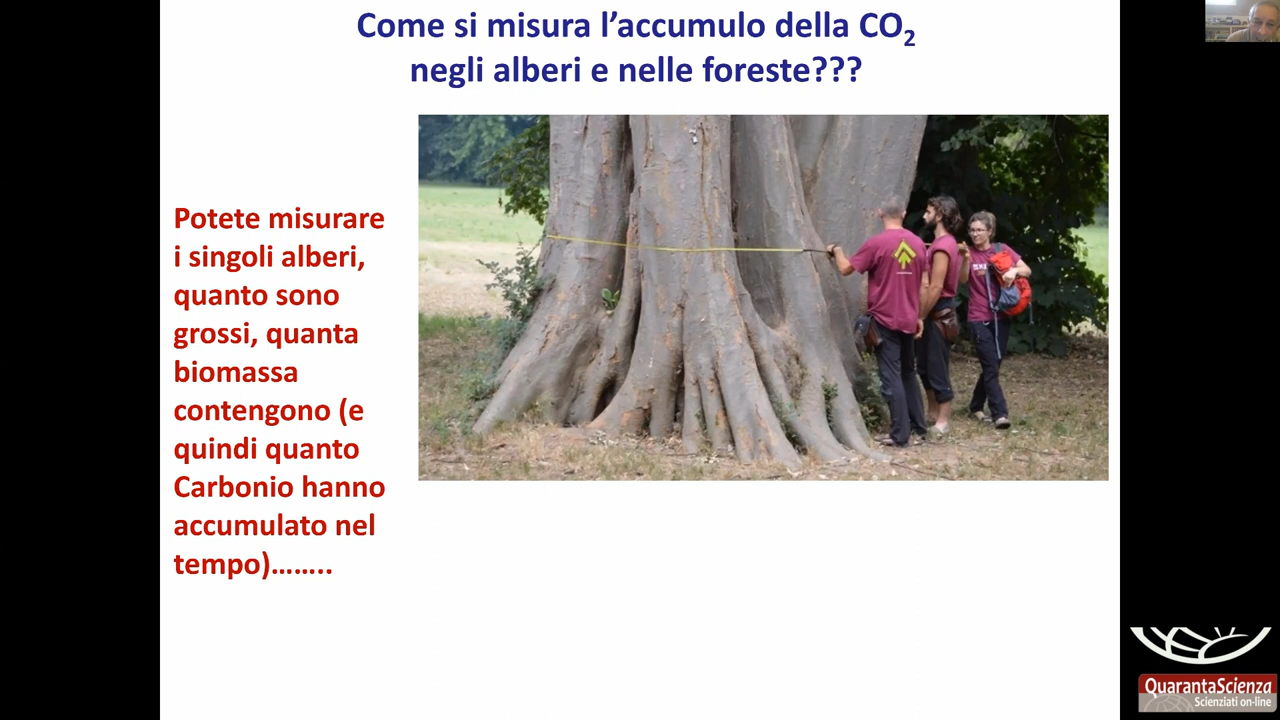 Come si misura l’accumulo della CO₂
negli alberi e nelle foreste???
Potete misurare
i singoli alberi,
quanto sono
grossi, quanta
biomassa
contengono (e
quindi quanto
Carbonio hanno
accumulato nel
tempo)……..
QuarantaScienza
Scienziati on-line